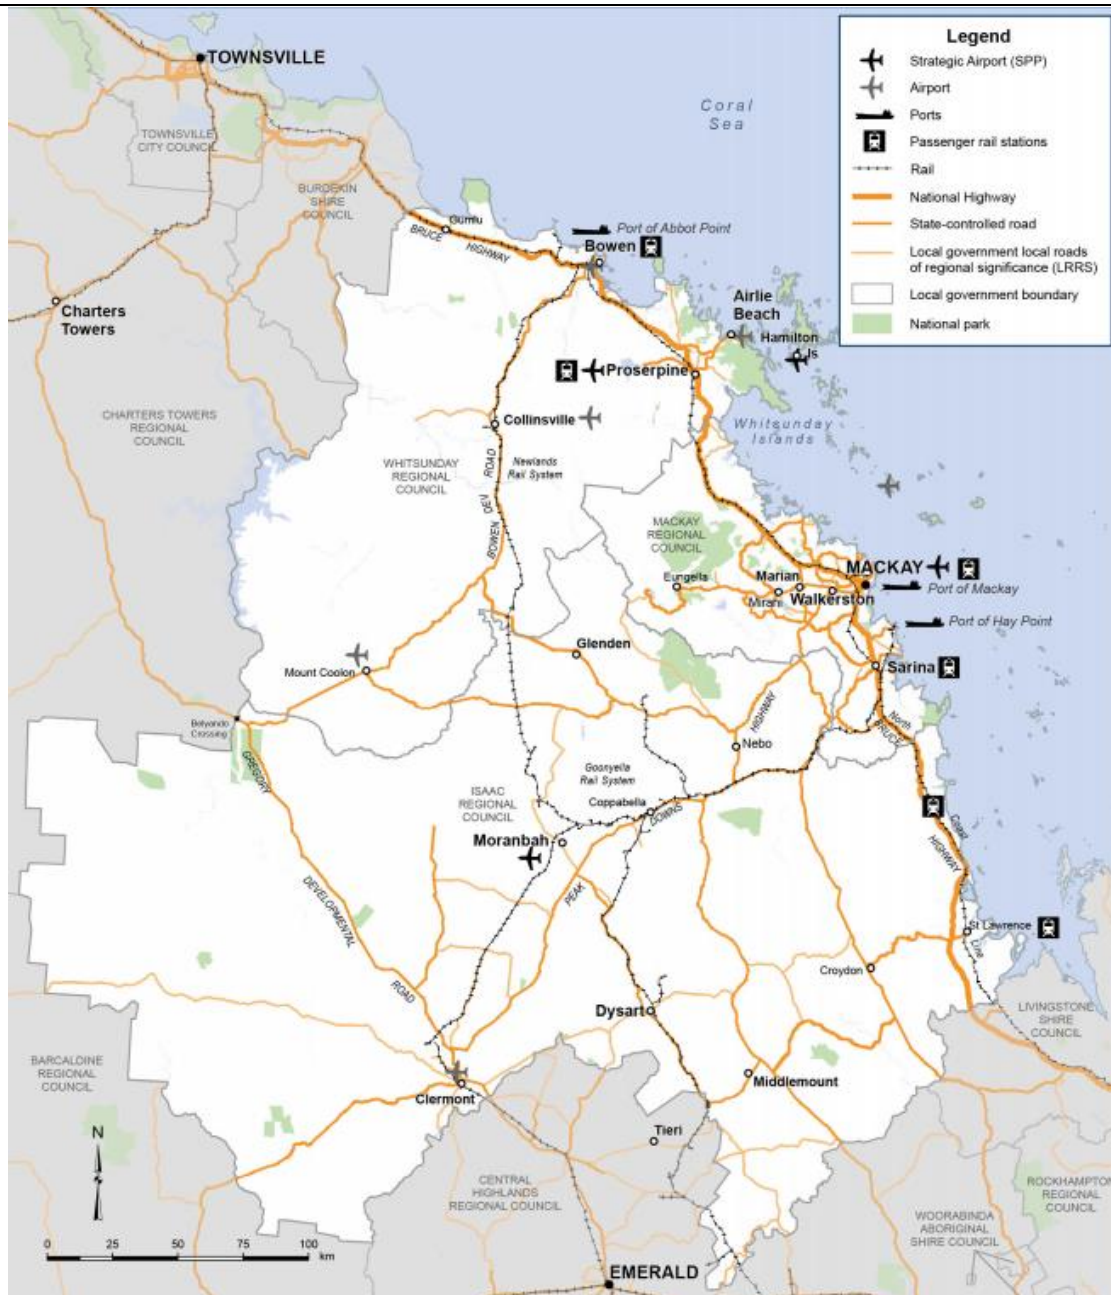 Legend
Strategic Airport (SPP)
Airport
Ports
Passenger rail stations
Rail
National Highway
State-controlled road
Local government local roads
of regional significance (LRRS)
Local government boundary
National park
TOWNSVILLE
Coral
Sea
TOWNSVILLE
CITY COUNCIL
BURDEKIN
SHIRE
COUNCIL
Gumlu
BRUCE
HIGHWAY
Port of Abbot Point
Bowen
Charters
Towers
Airlie
Beach
Hamilton
Is
Proserpine
CHARTERS TOWERS
REGIONAL
COUNCIL
Collinsville
Whitsunday
Islands
WHITSUNDAY
REGIONAL
COUNCIL
Newlands
Rail System
BOWEN DEV ROAD
MACKAY
REGIONAL
COUNCIL
MACKAY
Eungella
Marian
Mirani
Walkerston
Port of Mackay
Port of Hay Point
Glenden
Sarina
Mount Coolon
Belyando
Crossing
HIGHWAY
North
BRUCE
Nebo
GREGORY
Goonyella
Rail System
ISAAC
REGIONAL
COUNCIL
Coppabella
DOWNS
Coast
HIGHWAY
Moranbah
PEAK
DEVELOPMENTAL
St Lawrence
Line
Croydon
ROAD
Dysart
LIVINGSTONE
SHIRE
COUNCIL
BARCALDINE
REGIONAL
COUNCIL
Middlemount
Clermont
N
Tieri
CENTRAL
HIGHLANDS
REGIONAL COUNCIL
ROCKHAMPTON
REGIONAL
COUNCIL
WOORABINDA
ABORIGINAL
SHIRE COUNCIL
0 25 50 75 100
km
EMERALD